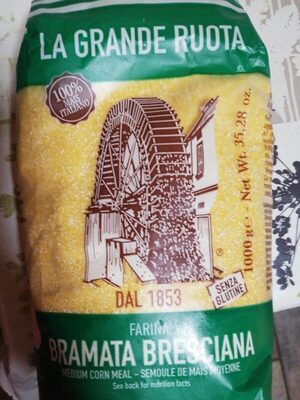 LA GRANDE RUOTA
100%
MAIS
ITALIANO
1000 g e - Net Wt. 35.28 oz.
DAL 1853
SENZA
GLUTINE
FARINA
BRAMATA BRESCIANA
MEDIUM CORN MEAL - SEMOULE DE MAIS MOYENNE
See back for nutrition facts